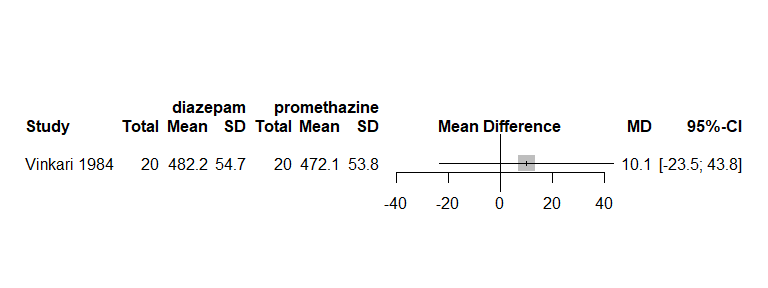 diazepam promethazine
Study Total Mean SD Total Mean SD Mean Difference MD 95%-CI
Vinkari 1984 20 482.2 54.7 20 472.1 53.8 10.1 [-23.5; 43.8]
-40 -20 0 20 40